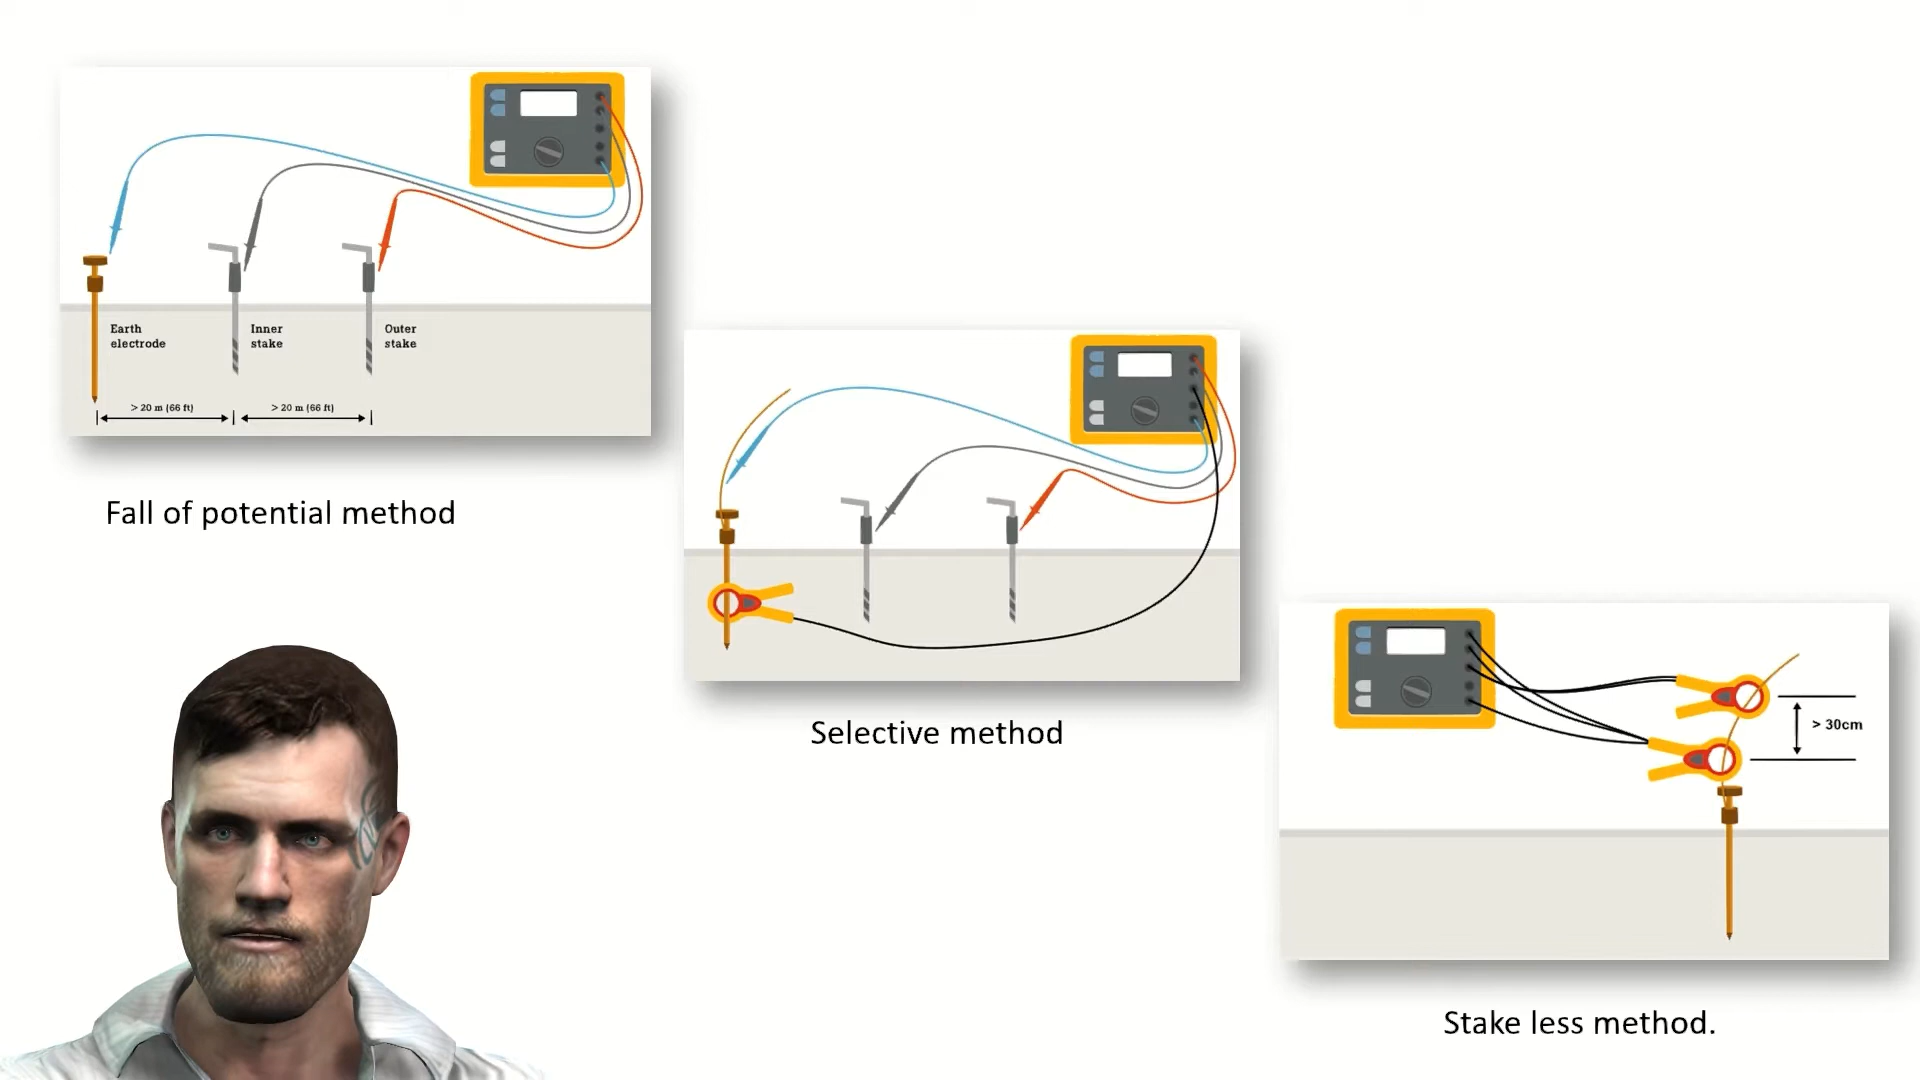 Earth
electrode
Inner
stake
Outer
stake
> 20 m (66 ft)
> 20 m (66 ft)
Fall of potential method
Selective method
> 30cm
Stake less method.